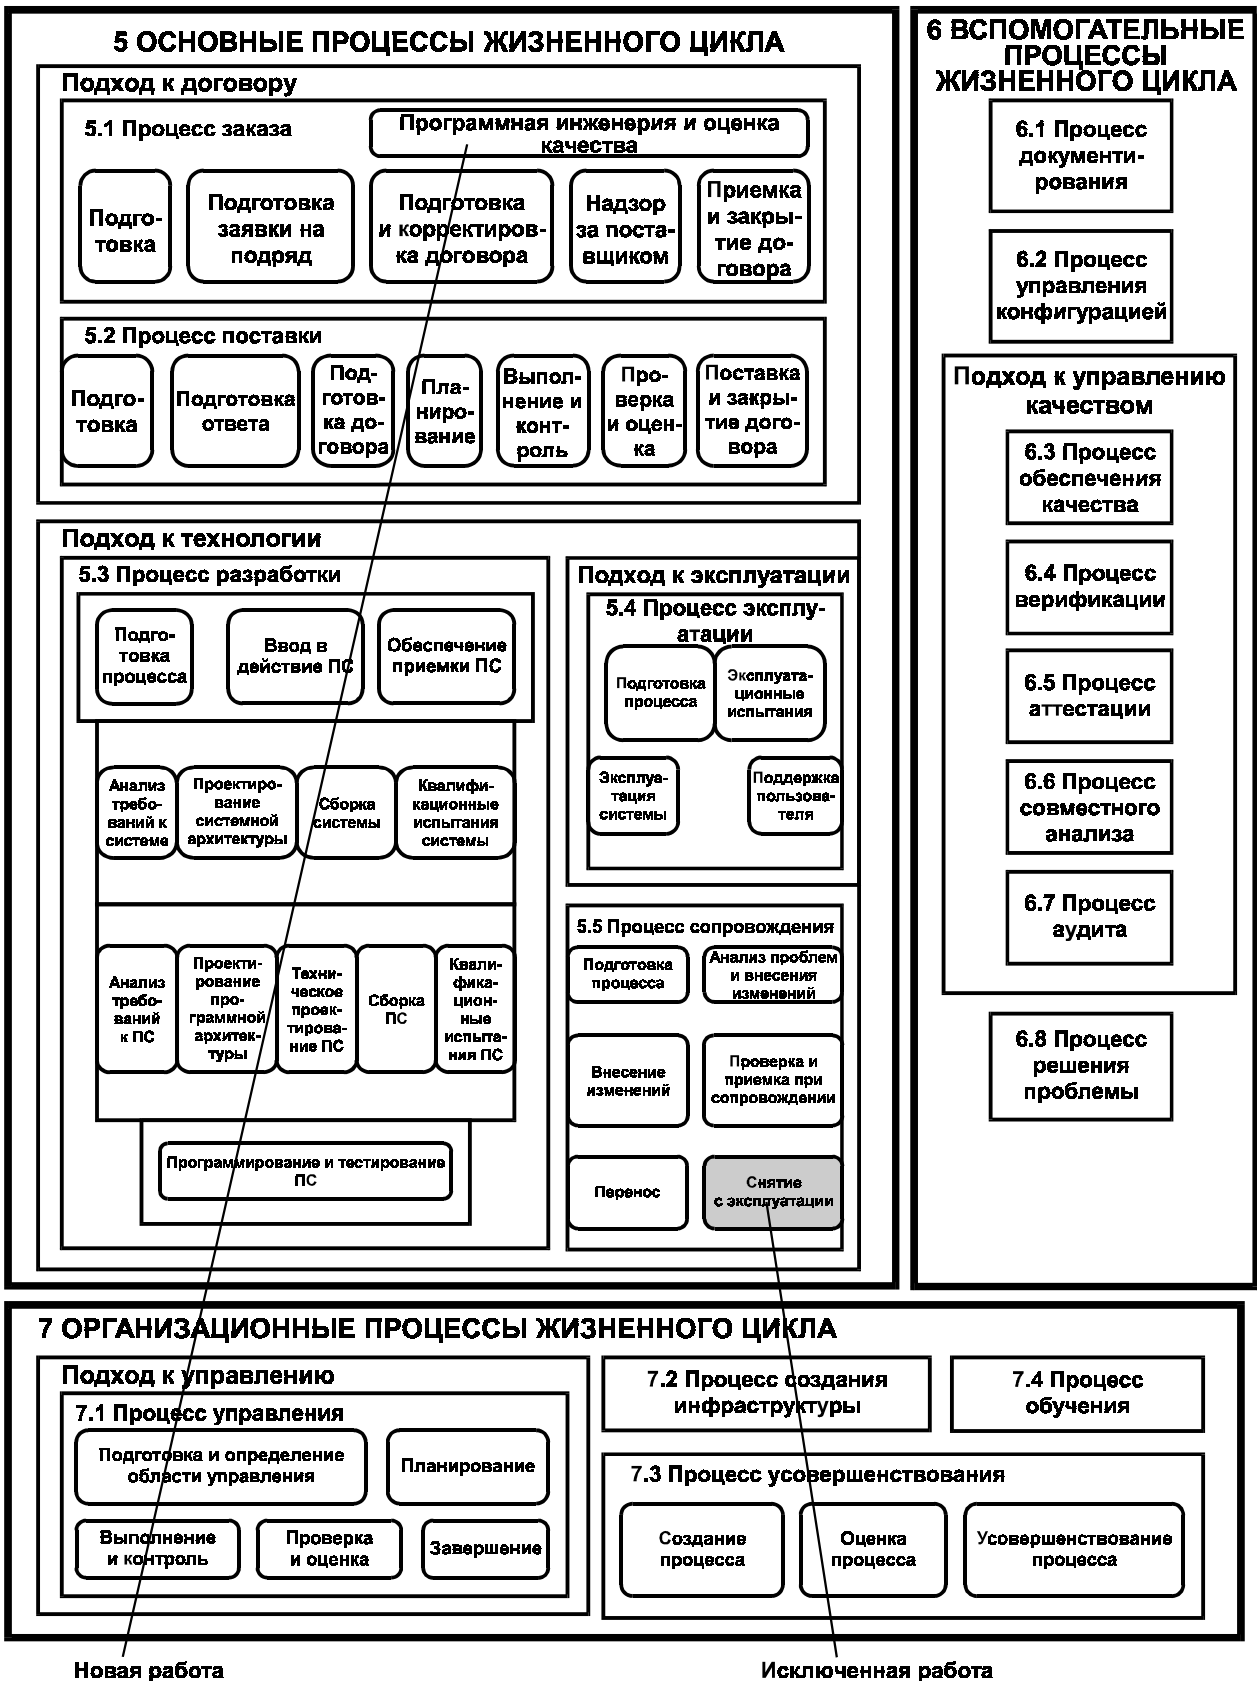 5 ОСНОВНЫЕ ПРОЦЕССЫ ЖИЗНЕННОГО ЦИКЛА
Подход к договору
5.1 Процесс заказа
Программная инженерия и оценка
качества
Подго-
товка
Подготовка
заявки на
подряд
Подготовка
и корректиров-
ка договора
Надзор
за постa-
вщиком
Приемка
и закры-
тие до-
говора
5.2 Процесс поставки
Подго-
товка
Подготовка
ответа
Под-
готов-
ка до-
говора
Пла-
нирo-
вание
Выпол-
нение и
конт-
роль
Про-
верка
и оцен-
ка
Поставка
и закры-
тие дого-
вора
Подход к технологии
5.3 Процесс разработки
Подго-
товка
процесса
Ввод в
действие ПС
Обеспечение
приемки ПС
Анализ
требо-
ваний к
системе
Проектиро-
вание
системной
архитектуры
Сборка
системы
Квалифи-
кационные
испытания
системы
Анализ
требо-
ваний
к ПС
Проекти-
рование
про-
граммной
архитек-
туры
Техни-
ческое
проек-
тирова-
ние ПС
Сборка
ПС
Квали-
фика-
цион-
ные
испыта-
ния ПС
Программирование и тестирование
ПС
Подход к эксплуатации
5.4 Процесс эксплу-
атации
Подготовка
процесса
Эксплуата-
ционные
испытания
Эксплуа-
тация
системы
Поддержка
пользова-
теля
5.5 Процесс сопровождения
Подготовка
процесса
Анализ проблем
и внесения
изменений
Внесение
изменений
Проверка и
приемка при
сопровождении
Перенос
Снятие
с эксплуатации
6 ВСПОМОГАТЕЛЬНЫЕ
ПРОЦЕССЫ
ЖИЗНЕННОГО ЦИКЛА
6.1 Процесс
документи-
рования
6.2 Процесс
управления
конфигурацией
Подход к управлению
качеством
6.3 Процесс
обеспечения
качества
6.4 Процесс
верификации
6.5 Процесс
аттестации
6.6 Процесс
совместного
анализа
6.7 Процесс
аудита
6.8 Процесс
решения
проблемы
7 ОРГАНИЗАЦИОННЫЕ ПРОЦЕССЫ ЖИЗНЕННОГО ЦИКЛА
Подход к управлению
7.1 Процесс управления
Подготовка и определение
области управления
Планирование
Выполнение
и контроль
Проверка
и оценка
Завершение
7.2 Процесс создания
инфраструктуры
7.4 Процесс
обучения
7.3 Процесс усовершенствования
Создание
процесса
Оценка
процесса
Усовершенствование
процесса
Новая работа
Исключенная работа